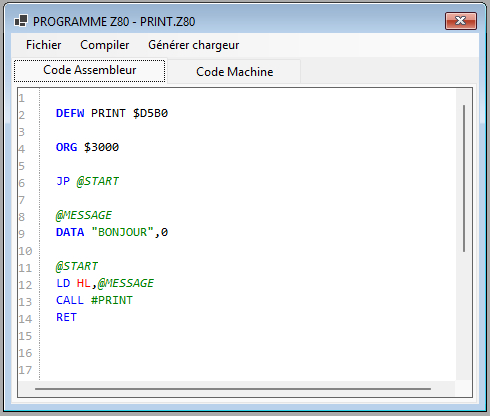 PROGRAMME Z80 - PRINT.Z80
Fichier Compiler Générer chargeur
Code Assembleur Code Machine
1
2 DEFW PRINT $D5B0
3
4 ORG $3000
5
6 JP @START
7
8 @MESSAGE
9 DATA "BONJOUR",0
10
11 @START
12 LD HL,@MESSAGE
13 CALL #PRINT
14 RET
15
16
17